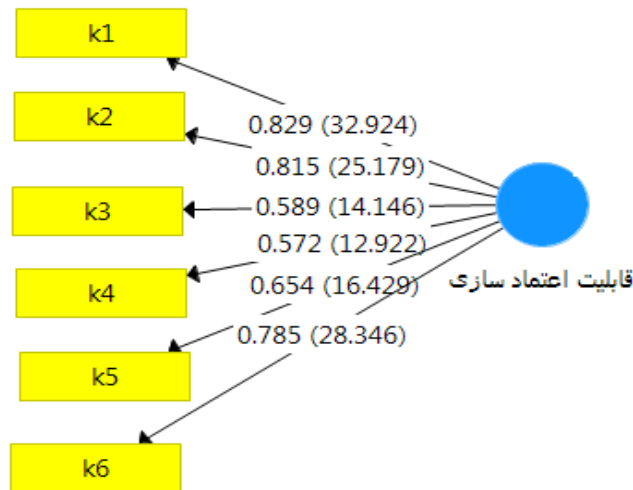 k1
k2
k3
k4
k5
k6
0.829 (32.924)
0.815 (25.179)
0.589 (14.146)
0.572 (12.922)
0.654 (16.429)
0.785 (28.346)
قابلیت اعتماد سازی